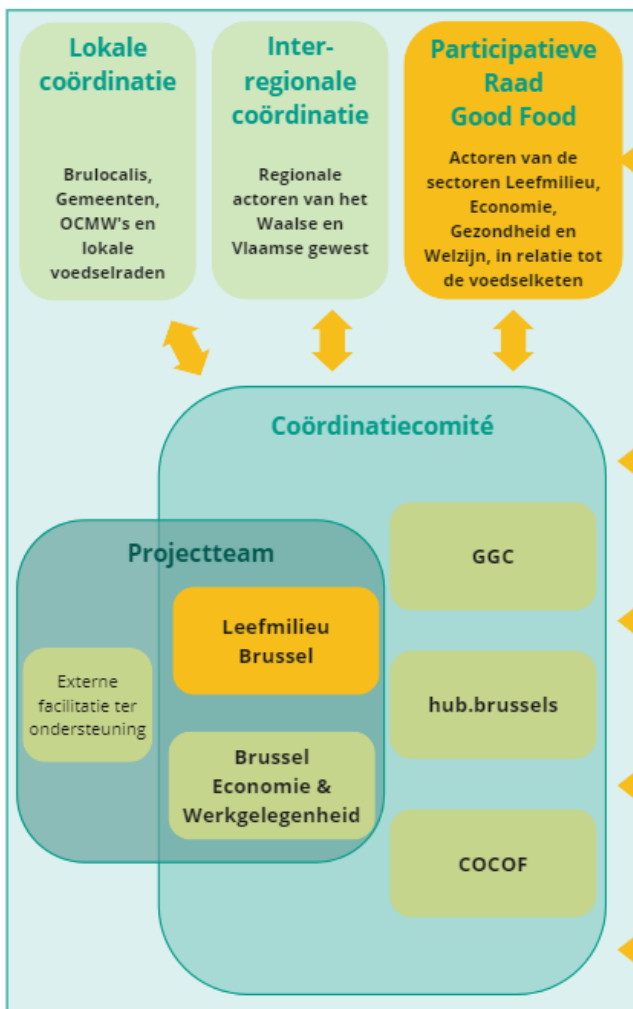 Lokale
coördinatie
Brulocalis,
Gemeenten,
OCMW's en
lokale
voedselraden
Inter-
regionale
coördinatie
Regionale
actoren van het
Waalse en
Vlaamse gewest
Participatieve
Raad
Good Food
Actoren van de
sectoren Leefmilieu,
Economie,
Gezondheid en
Welzijn, in relatie tot
de voedselketen
Coördinatiecomité
Projectteam
Externe
facilitatie ter
ondersteuning
Leefmilieu
Brussel
Brussel
Economie &
Werkgelegenheid
GGC
hub.brussels
COCOF